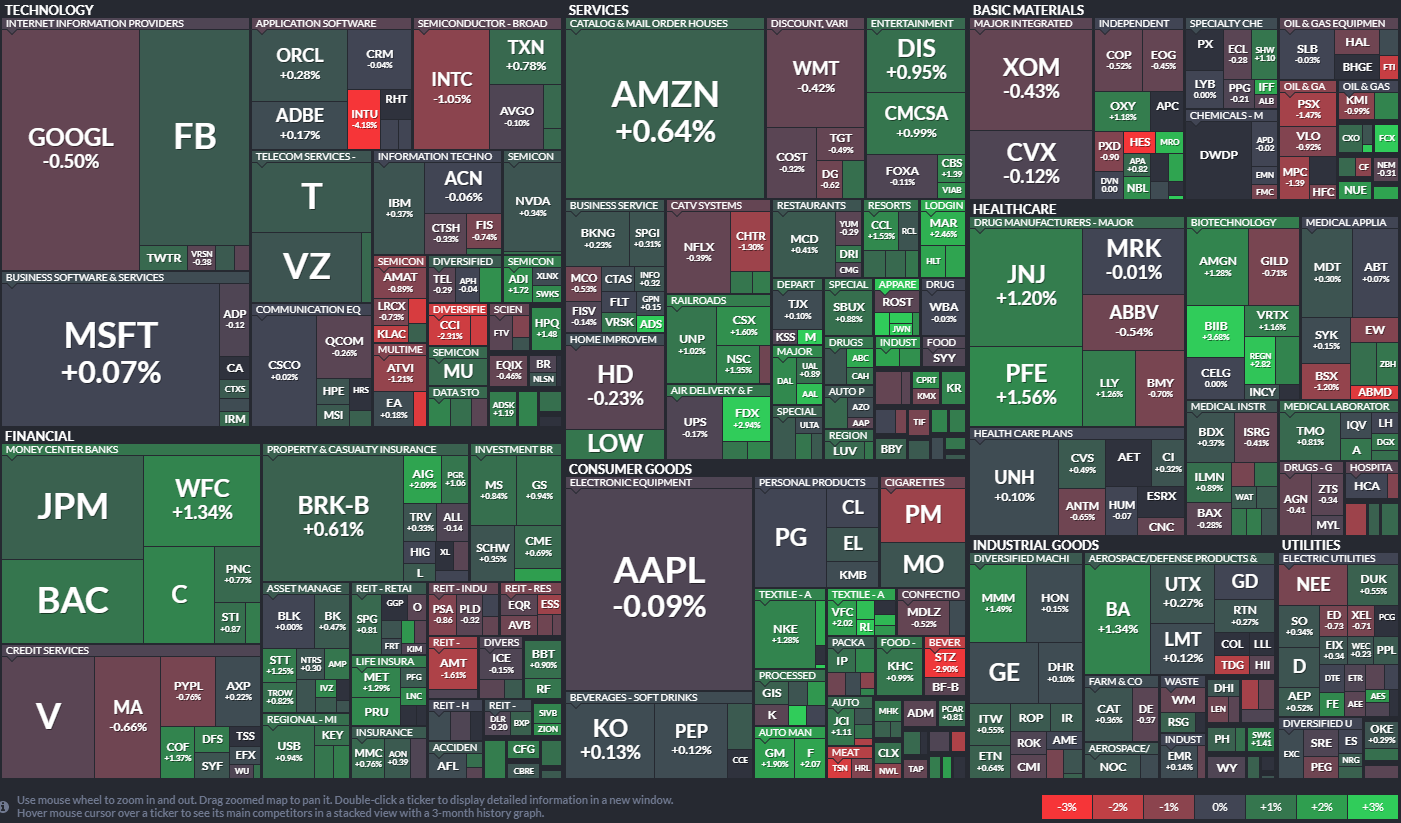 TECHNOLOGY
INTERNET INFORMATION PROVIDERS
GOOGL
-0.50%
FB
TWTR
VRSN
-0.38
APPLICATION SOFTWARE
ORCL
+0.28%
CRM
-0.04%
ADBE
+0.17%
INTU
-4.18%
RHT
SEMICONDUCTOR - BROAD
INTC
-1.05%
TXN
+0.78%
AVGO
-0.10%
TELECOM SERVICES -
T
VZ
INFORMATION TECHNO
IBM
+0.37%
ACN
-0.06%
CTSH
-0.33%
FIS
-0.74%
SEMICON
NVDA
+0.34%
BUSINESS SOFTWARE & SERVICES
MSFT
+0.07%
ADP
-0.12
CA
CTXS
IRM
COMMUNICATION EQ
CSCO
+0.02%
QCOM
-0.26%
HPE
HRS
MSI
SEMICON
AMAT
-0.89%
LRCX
-0.73%
KLAC
DIVERSIFIED
TEL
-0.29
APH
-0.04
SEMICON
ADI
+1.72
XLNX
SWKS
MULTIME
ATVI
-1.21%
EA
+0.18%
DIVERSIFIE
CCI
-2.31%
SCIEN
FTV
HPQ
+1.48
SEMICON
MU
EQIX
-0.46%
BR
NLSN
DATA STO
ADSK
+1.19
FINANCIAL
MONEY CENTER BANKS
JPM
WFC
+1.34%
BAC
C
PNC
+0.77%
STI
+0.87
PROPERTY & CASUALTY INSURANCE
BRK-B
+0.61%
AIG
+2.09%
PGR
+1.06
TRV
+0.33%
ALL
-0.14
HIG
XL
L
INVESTMENT BR
MS
+0.84%
GS
+0.94%
SCHW
+0.35%
CME
+0.69%
CREDIT SERVICES
V
MA
-0.66%
PYPL
-0.76%
AXP
+0.22%
COF
+1.37%
DFS
SYF
TSS
EFX
WU
ASSET MANAGE
BLK
+0.00%
BK
+0.47%
STT
+1.25%
NTRS
+0.30
AMP
TROW
+0.82%
IVZ
REIT - RETAI
SPG
+0.81
GGP
O
FRT
KIM
REIT - INDU
PSA
-0.86
PLD
-0.32
REIT - RES
EQR
ESS
AVB
REGIONAL - MI
USB
+0.94%
KEY
LIFE INSURA
MET
+1.29%
PFG
LNC
PRU
REIT -
AMT
-1.61%
DIVERS
ICE
-0.15%
BBT
+0.90%
RF
INSURANCE
MMC
+0.76%
AON
+0.39
REIT - H
REIT -
DLR
-0.20
BXP
SIVB
ZION
ACCIDEN
AFL
CFG
CBRE
SERVICES
CATALOG & MAIL ORDER HOUSES
AMZN
+0.64%
DISCOUNT, VARI
WMT
-0.42%
COST
-0.32%
TGT
-0.49%
DG
-0.62
ENTERTAINMENT
DIS
+0.95%
CMCSA
+0.99%
FOXA
-0.11%
CBS
+1.39
VIAB
BUSINESS SERVICE
BKNG
+0.23%
SPGI
+0.31%
MCO
-0.53%
CTAS
INFO
+0.32
FISV
-0.14%
FLT
GPN
+0.15
VRSK
ADS
CATV SYSTEMS
NFLX
-0.39%
CHTR
-1.30%
RESTAURANTS
MCD
+0.41%
YUM
-0.29
DRI
CMG
RESORTS
CCL
+1.53%
RCL
LODGIN
MAR
+2.46%
HLT
HOME IMPROVEM
HD
-0.23%
LOW
RAILROADS
UNP
+1.02%
CSX
+1.60%
NSC
+1.35%
AIR DELIVERY & F
UPS
-0.17%
FDX
+2.94%
DEPART
TJX
+0.10%
KSS
M
SPECIAL
SBUX
+0.88%
APPARE
ROST
JWN
DRUG
WBA
-0.03%
MAJOR
DAL
UAL
+0.89
AAL
DRUGS
ABC
CAH
INDUST
FOOD
SYY
SPECIAL
ULTA
AUTO P
AZO
AAP
CPRT
KMX
KR
REGION
LUV
TIF
BBY
CONSUMER GOODS
ELECTRONIC EQUIPMENT
AAPL
-0.09%
PERSONAL PRODUCTS
PG
CL
EL
KMB
CIGARETTES
PM
MO
BEVERAGES - SOFT DRINKS
KO
+0.13%
PEP
+0.12%
CCE
TEXTILE - A
NKE
+1.28%
TEXTILE - A
VFC
+2.02
RL
CONFECTIO
MDLZ
-0.52%
PACKA
IP
FOOD -
KHC
+0.99%
BEVER
STZ
-2.90%
BF-B
PROCESSED
GIS
K
AUTO
JCI
+1.11
MHK
ADM
PCAR
+0.81
AUTO MAN
GM
+1.90%
F
+2.07
MEAT
TSN
HRL
CLX
NWL
TAP
BASIC MATERIALS
MAJOR INTEGRATED
XOM
-0.43%
CVX
-0.12%
INDEPENDENT
COP
-0.52%
EOG
-0.45%
OXY
+1.18%
APC
PXD
-0.90
HES
MRO
APA
+0.82
DVN
0.00
NBL
SPECIALTY CHE
PX
ECL
-0.28
SHW
+1.10
LYB
0.00%
PPG
-0.21
IFF
ALB
CHEMICALS - M
DWDP
APD
-0.02
EMN
FMC
OIL & GAS EQUIPMEN
SLB
-0.03%
HAL
BHGE
FTI
OIL & GA
PSX
-1.47%
VLO
-0.92%
MPC
-1.39
HFC
OIL & GAS
KMI
-0.99%
CXO
FCX
CF
NEM
-0.31
NUE
HEALTHCARE
DRUG MANUFACTURERS - MAJOR
JNJ
+1.20%
PFE
+1.56%
MRK
-0.01%
ABBV
-0.54%
LLY
+1.26%
BMY
-0.70%
BIOTECHNOLOGY
AMGN
+1.28%
GILD
-0.71%
BIIB
+3.68%
VRTX
+1.16%
REGN
+2.82
CELG
0.00%
INCY
MEDICAL APPLIA
MDT
+0.30%
ABT
+0.07%
SYK
+0.15%
EW
BSX
-1.20%
ZBH
ABMD
HEALTH CARE PLANS
UNH
+0.10%
CVS
+0.49%
AET
CI
+0.32%
ANTM
-0.65%
HUM
-0.07
ESRX
CNC
MEDICAL INSTR
BDX
+0.37%
ISRG
-0.41%
ILMN
+0.89%
WAT
BAX
-0.28%
MEDICAL LABORATOR
TMO
+0.81%
IQV
LH
A
DGX
DRUGS - G
AGN
-0.41
ZTS
-0.34
MYL
HOSPITA
HCA
INDUSTRIAL GOODS
DIVERSIFIED MACHI
MMM
+1.49%
HON
+0.15%
GE
DHR
+0.10%
ITW
+0.55%
ROP
IR
ETN
+0.64%
ROK
AME
CMI
AEROSPACE/DEFENSE PRODUCTS &
BA
+1.34%
UTX
+0.27%
GD
LMT
+0.12%
RTN
+0.27%
COL
LLL
TDG
HII
FARM & CO
CAT
+0.36%
DE
-0.37
WASTE
WM
RSG
DHI
LEN
AEROSPACE/
NOC
INDUST
EMR
+0.14%
PH
SWK
+1.41
WY
UTILITIES
ELECTRIC UTILITIES
NEE
DUK
+0.55%
SO
+0.34%
ED
-0.73
XEL
-0.71
PCG
D
EIX
+0.34
WEC
+0.23
PPL
DTE
ETR
AEP
+0.52%
FE
AEE
AES
DIVERSIFIED U
EXC
SRE
ES
OKE
+0.29%
PEG
NRG
Use mouse wheel to zoom in and out. Drag zoomed map to pan it. Double-click a ticker to display detailed information in a new window.
Hover mouse cursor over a ticker to see its main competitors in a stacked view with a 3-month history graph.
-3%
-2%
-1%
0%
+1%
+2%
+3%